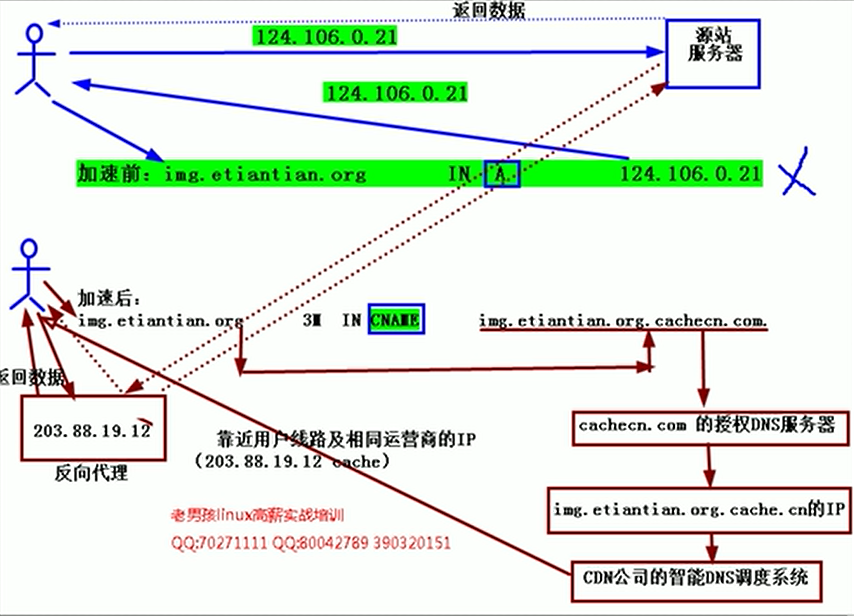 返回数据
124.106.0.21
源站
服务器
124.106.0.21
加速前：img.etiantian.org IN A 124.106.0.21
加速后：
img.etiantian.org 3M IN CNAME img.etiantian.org.cachecn.com.
返回数据
203.88.19.12
反向代理
靠近用户线路及相同运营商的IP
（203.88.19.12 cache）
cachecn.com 的授权DNS服务器
img.etiantian.org.cache.cn的IP
CDN公司的智能DNS调度系统
老男孩linux高薪实战培训
QQ:70271111 QQ:80042789 390320151